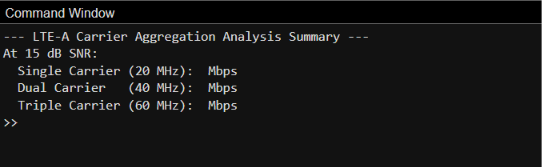 Command Window
--- LTE-A Carrier Aggregation Analysis Summary ---
At 15 dB SNR:
  Single Carrier (20 MHz):  Mbps
  Dual Carrier   (40 MHz):  Mbps
  Triple Carrier (60 MHz):  Mbps
>>